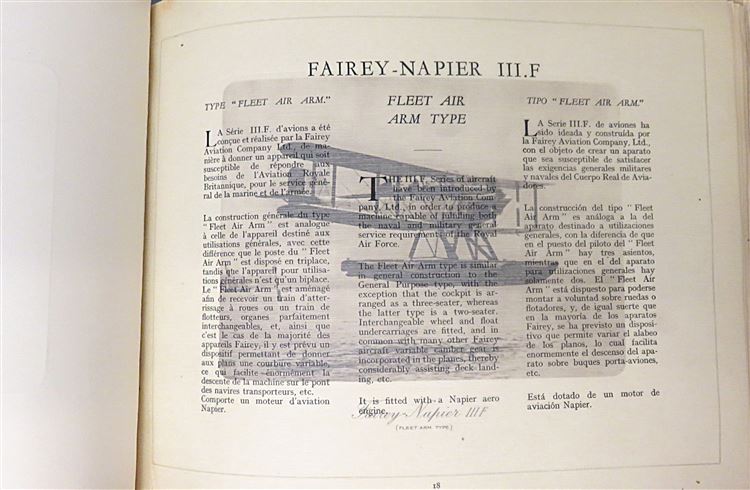 FAIREY-NAPIER III.F
TYPE "FLEET AIR ARM."
LA Série III.F. d'avions a été
conçue et réalisée par la Fairey
Aviation Company Ltd., de ma-
nière à donner un appareil qui soit
susceptible de répondre aux
besoins de l'Aviation Royale
Britannique, pour le service géné-
ral de la marine et de l'armée.
La construction générale du type
"Fleet Air Arm" est analogue
à celle de l'appareil destiné aux
utilisations générales, avec cette
différence que le poste du "Fleet
Air Arm" est disposé en triplace,
tandis que l'appareil pour utilisa-
tions générales n'est qu'un biplace.
Le "Fleet Air Arm" est aménagé
afin de recevoir un train d'atter-
rissage à roues ou un train de
flotteurs, organes parfaitement
interchangeables, et, ainsi que
c'est le cas de la majorité des
appareils Fairey, il y est prévu un
dispositif permettant de donner
aux plans une courbure variable,
ce qui facilite énormément la
descente de la machine sur le pont
des navires transporteurs, etc.
Comporte un moteur d'aviation
Napier.
FLEET AIR
ARM TYPE
THE III.F. Series of aircraft
have been introduced by
the Fairey Aviation Com-
pany, Ltd., in order to produce a
machine capable of fulfilling both
the naval and military general
service requirements of the Royal
Air Force.
The Fleet Air Arm type is similar
in general construction to the
General Purpose type, with the
exception that the cockpit is ar-
ranged as a three-seater, whereas
the latter type is a two-seater.
Interchangeable wheel and float
undercarriages are fitted, and in
common with many other Fairey
aircraft variable camber gear is
incorporated in the planes, thereby
considerably assisting deck land-
ing, etc.
It is fitted with a Napier aero
engine.
Fairey-Napier III F
(FLEET ARM TYPE)
TIPO "FLEET AIR ARM."
LA Serie III.F. de aviones ha
sido ideada y construída por
la Fairey Aviation Company, Ltd.,
con el objeto de crear un aparato
que sea susceptible de satisfacer
las exigencias generales militares
y navales del Cuerpo Real de Avia-
dores.
La construcción del tipo "Fleet
Air Arm" es análoga a la del
aparato destinado a utilizaciones
generales, con la diferencia de que
en el puesto del piloto del "Fleet
Air Arm" hay tres asientos,
mientras que en el del aparato
para utilizaciones generales hay
solamente dos. El "Fleet Air
Arm" está dispuesto para poderse
montar a voluntad sobre ruedas o
flotadores, y, de igual suerte que
en la mayoría de los aparatos
Fairey, se ha previsto un disposi-
tivo que permite variar el alabeo
de los planos, lo cual facilita
enormemente el descenso del apa-
rato sobre buques porta-aviones,
etc.
Está dotado de un motor de
aviación Napier.
18